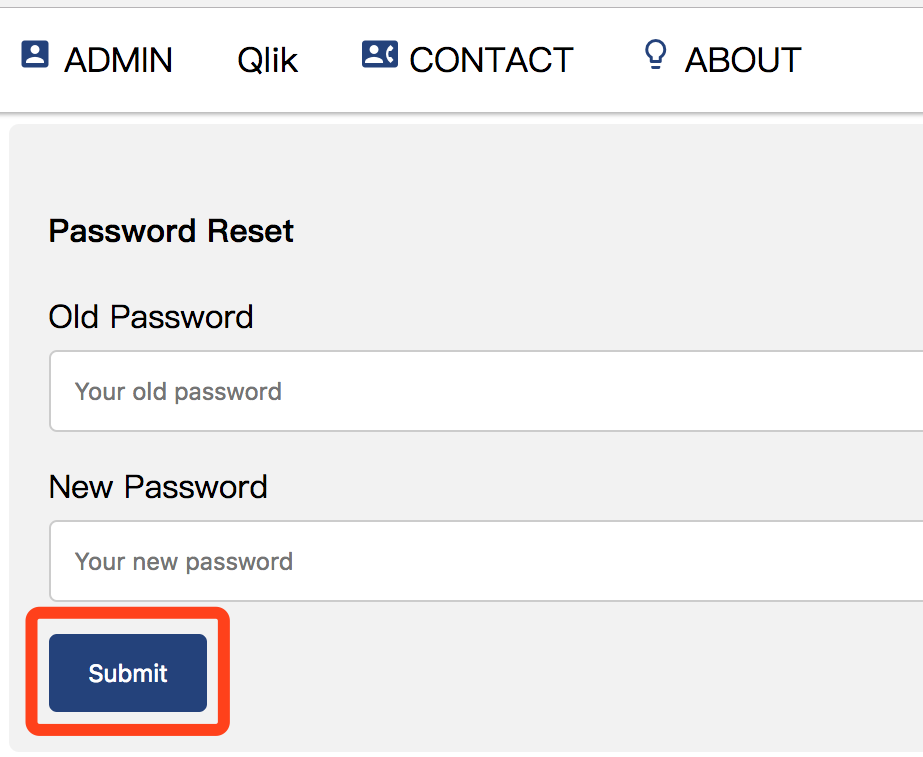 ADMIN Qlik CONTACT ABOUT
Password Reset
Old Password
Your old password
New Password
Your new password
Submit